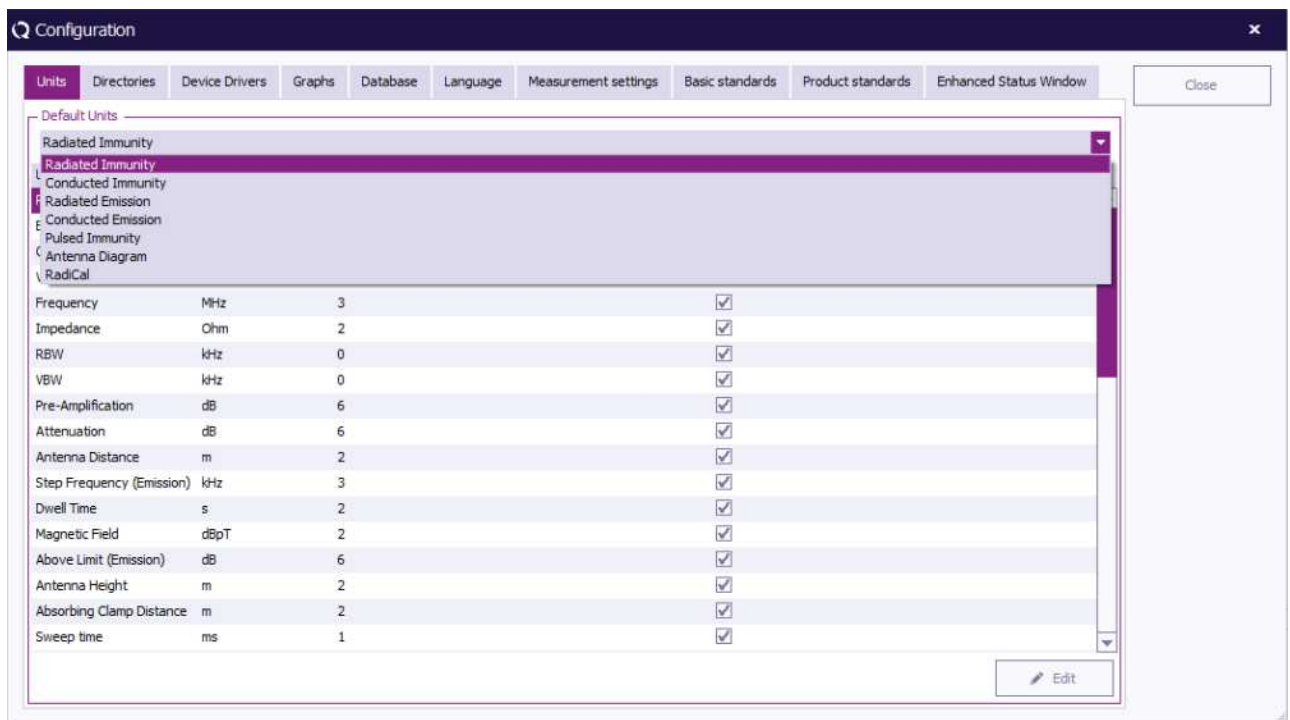 Configuration
Units Directories Device Drivers Graphs Database Language Measurement settings Basic standards Product standards Enhanced Status Window Close
Default Units
Radiated Immunity
Radiated Immunity
Conducted Immunity
Radiated Emission
Conducted Emission
Pulsed Immunity
Antenna Diagram
RadiCal
Frequency MHz 3
Impedance Ohm 2
RBW kHz 0
VBW kHz 0
Pre-Amplification dB 6
Attenuation dB 6
Antenna Distance m 2
Step Frequency (Emission) kHz 3
Dwell Time s 2
Magnetic Field dBpT 2
Above Limit (Emission) dB 6
Antenna Height m 2
Absorbing Clamp Distance m 2
Sweep time ms 1
Edit